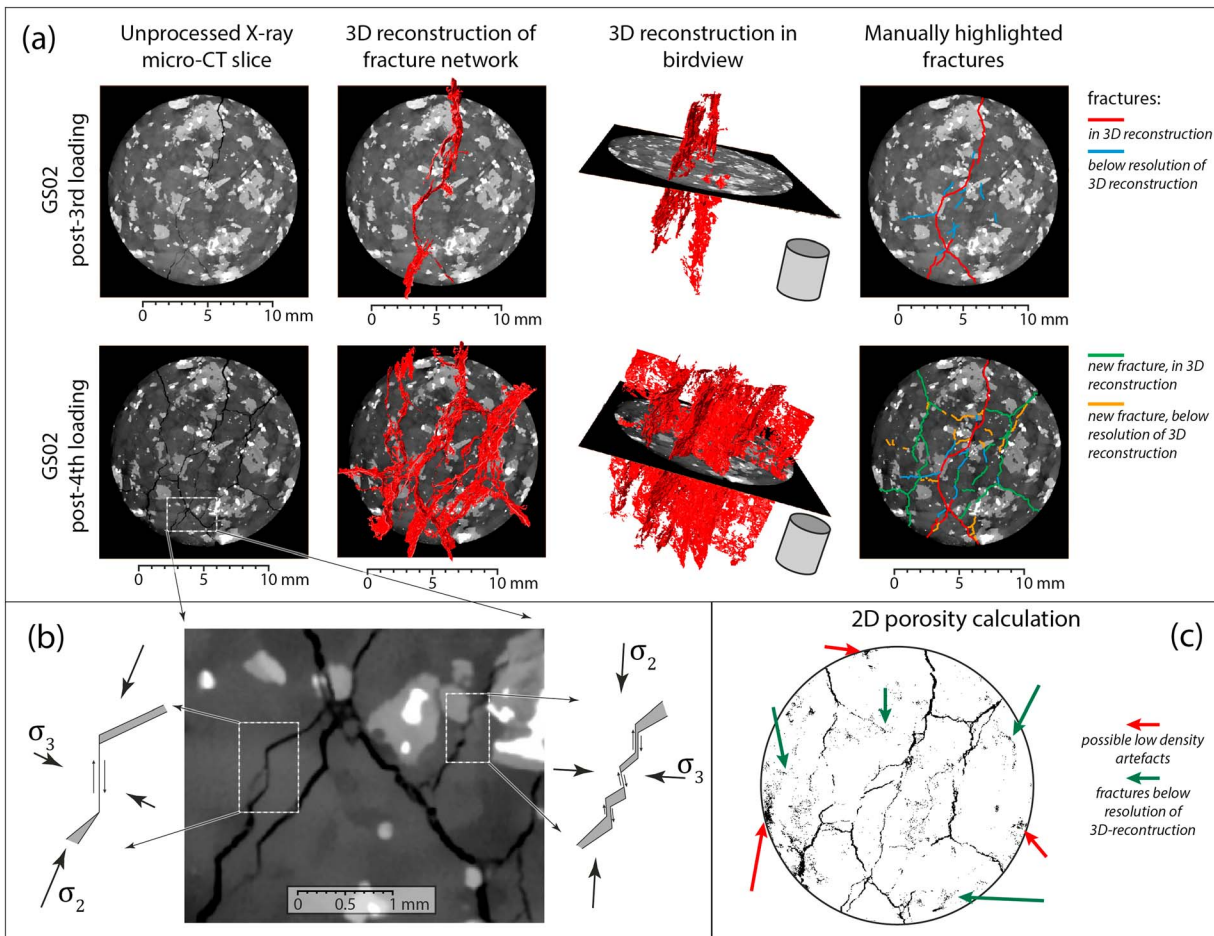 (a)
Unprocessed X-ray
micro-CT slice
3D reconstruction of
fracture network
3D reconstruction in
birdview
Manually highlighted
fractures
GS02
post-3rd loading
fractures:
in 3D reconstruction
below resolution of
3D reconstruction
0 5 10 mm
0 5 10 mm
0 5 10 mm
GS02
post-4th loading
new fracture, in 3D
reconstruction
new fracture, below
resolution of 3D
reconstruction
0 5 10 mm
0 5 10 mm
0 5 10 mm
(b)
σ3
σ2
0 0.5 1 mm
σ2
σ3
2D porosity calculation
(c)
possible low density
artefacts
fractures below
resolution of
3D-recontruction